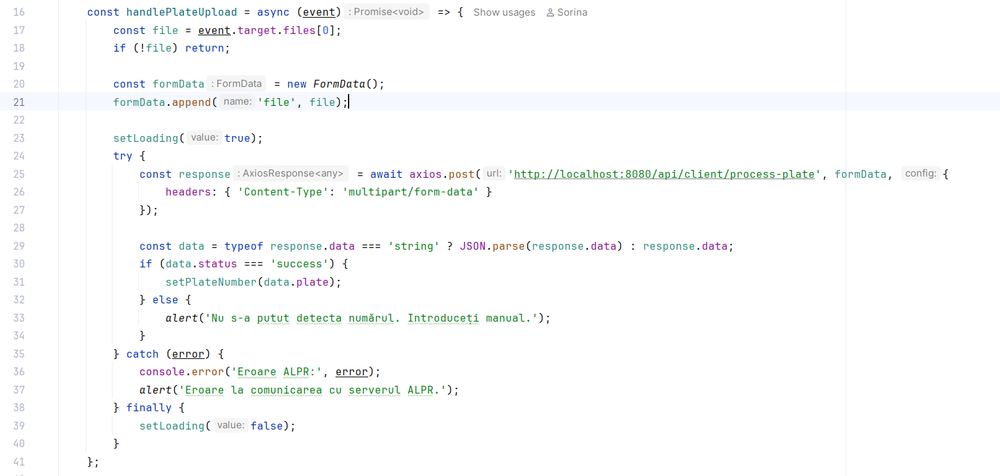 16 const handlePlateUpload = async (event) : Promise<void> => { Show usages Sorina
17 const file = event.target.files[0];
18 if (!file) return;
19
20 const formData : FormData = new FormData();
21 formData.append( name: 'file', file);
22
23 setLoading( value: true);
24 try {
25 const response : AxiosResponse<any> = await axios.post( url: 'http://localhost:8080/api/client/process-plate', formData, config: {
26 headers: { 'Content-Type': 'multipart/form-data' }
27 });
28
29 const data = typeof response.data === 'string' ? JSON.parse(response.data) : response.data;
30 if (data.status === 'success') {
31 setPlateNumber(data.plate);
32 } else {
33 alert('Nu s-a putut detecta numărul. Introduceți manual.');
34 }
35 } catch (error) {
36 console.error('Eroare ALPR:', error);
37 alert('Eroare la comunicarea cu serverul ALPR.');
38 } finally {
39 setLoading( value: false);
40 }
41 };